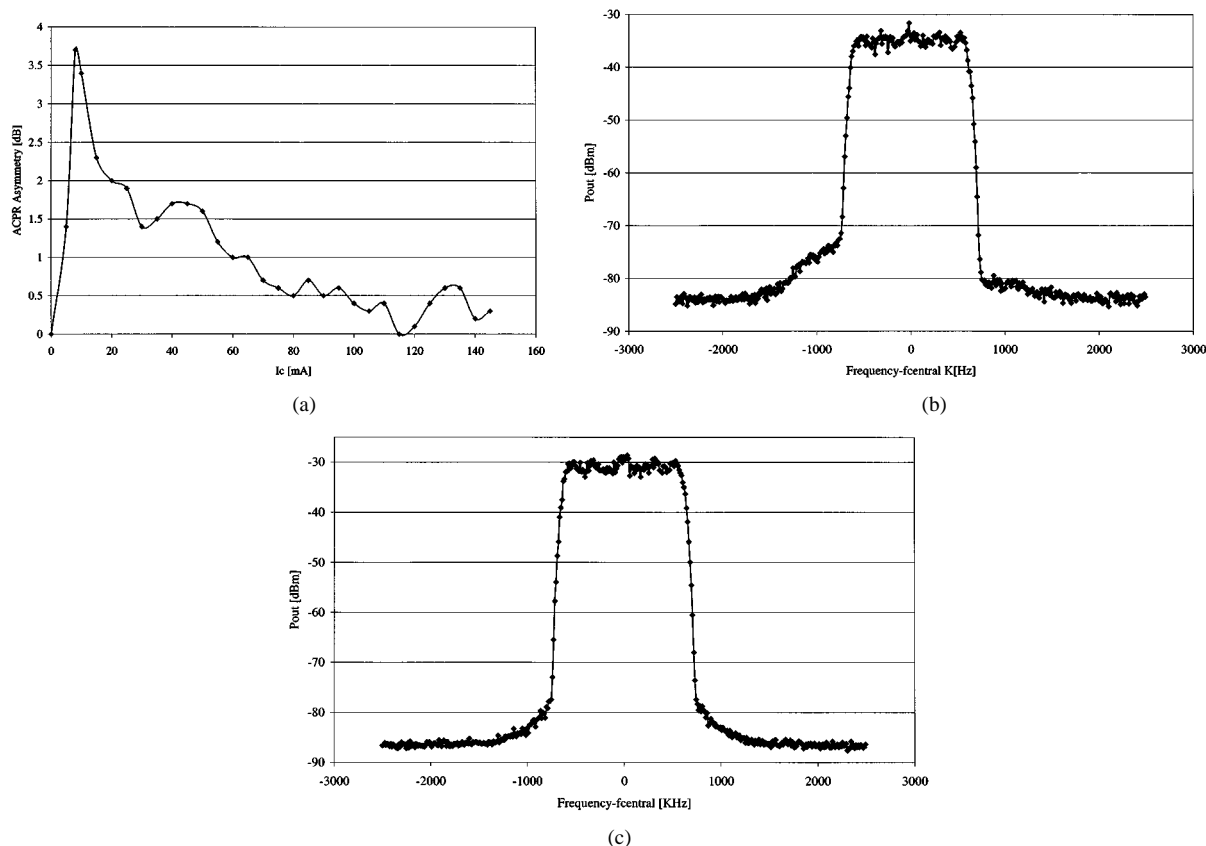 4
3.5
3
2.5
2
1.5
1
0.5
0
ACPR Asymmetry [dB]
0 20 40 60 80 100 120 140 160
Ic [mA]
(a)
-30
-40
-50
-60
-70
-80
-90
Pout [dBm]
-3000 -2000 -1000 0 1000 2000 3000
Frequency-fcentral K[Hz]
(b)
-30
-40
-50
-60
-70
-80
-90
Pout [dBm]
-3000 -2000 -1000 0 1000 2000 3000
Frequency-fcentral [KHz]
(c)